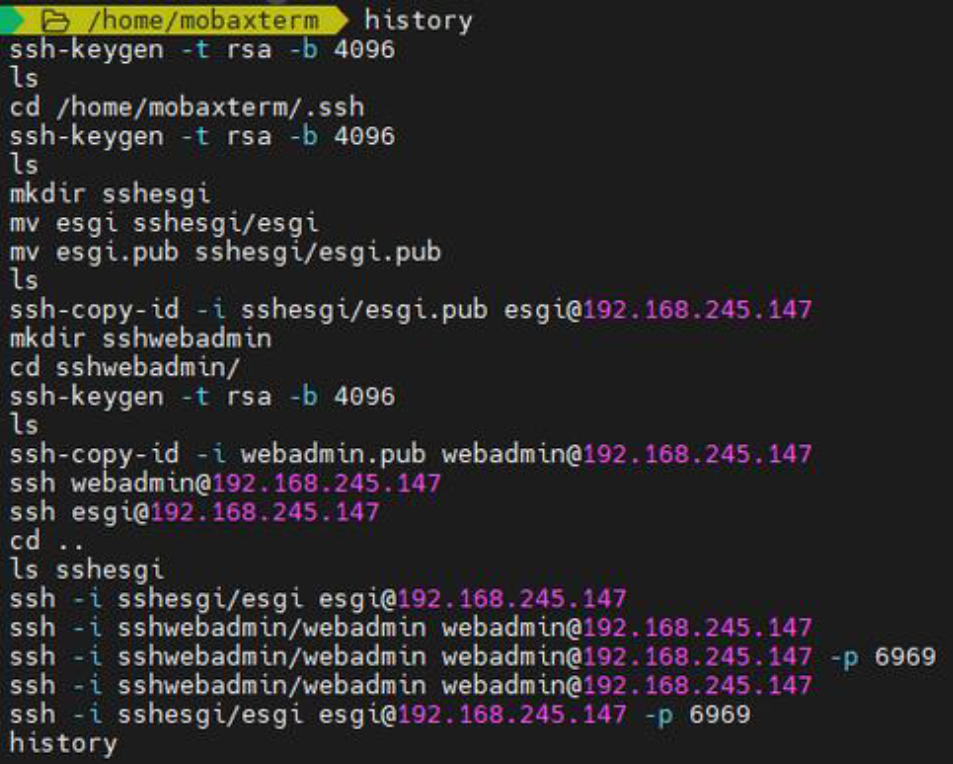 /home/mobaxterm history
ssh-keygen -t rsa -b 4096
ls
cd /home/mobaxterm/.ssh
ssh-keygen -t rsa -b 4096
ls
mkdir sshesgi
mv esgi sshesgi/esgi
mv esgi.pub sshesgi/esgi.pub
ls
ssh-copy-id -i sshesgi/esgi.pub esgi@192.168.245.147
mkdir sshwebadmin
cd sshwebadmin/
ssh-keygen -t rsa -b 4096
ls
ssh-copy-id -i webadmin.pub webadmin@192.168.245.147
ssh webadmin@192.168.245.147
ssh esgi@192.168.245.147
cd ..
ls sshesgi
ssh -i sshesgi/esgi esgi@192.168.245.147
ssh -i sshwebadmin/webadmin webadmin@192.168.245.147
ssh -i sshwebadmin/webadmin webadmin@192.168.245.147 -p 6969
ssh -i sshwebadmin/webadmin webadmin@192.168.245.147
ssh -i sshesgi/esgi esgi@192.168.245.147 -p 6969
history